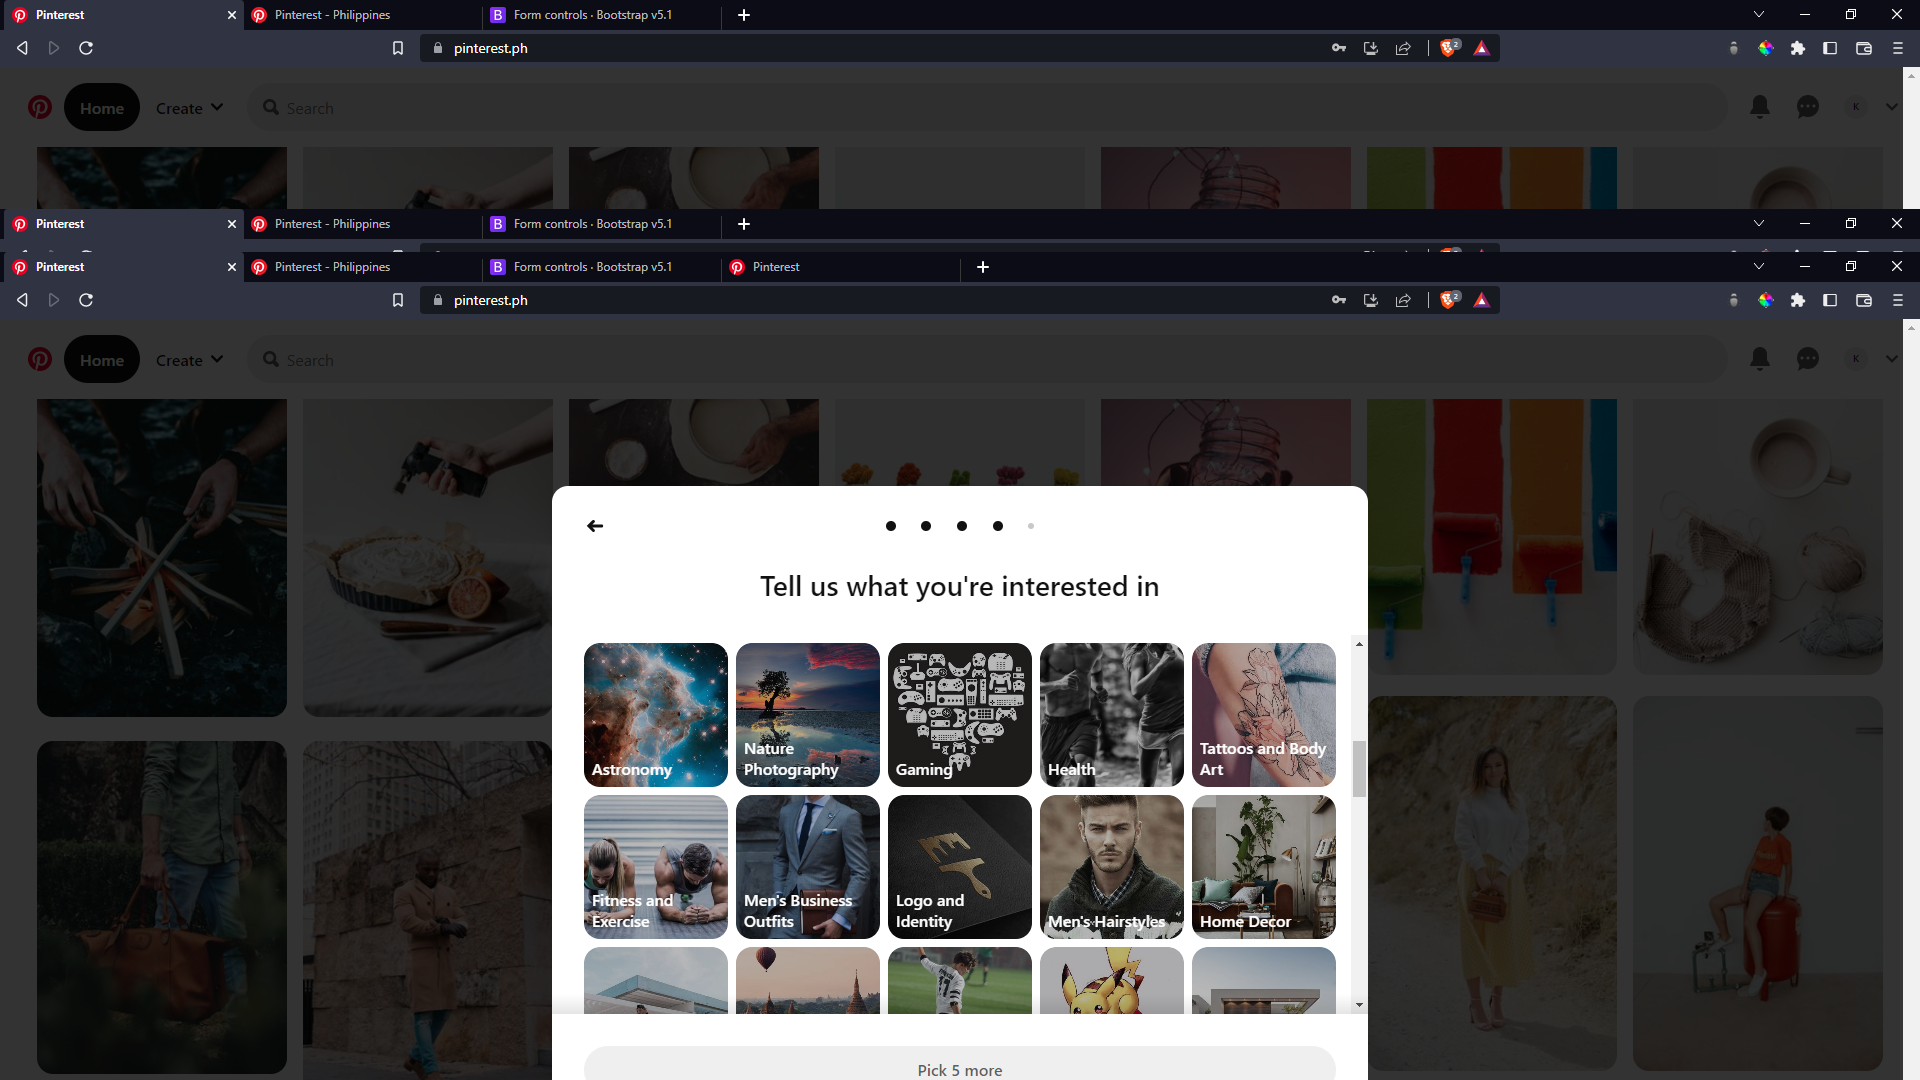 Pinterest
Pinterest - Philippines
Form controls · Bootstrap v5.1
pinterest.ph
2
Home
Create
Search
K
Pinterest
Pinterest - Philippines
Form controls · Bootstrap v5.1
Pinterest
Pinterest - Philippines
Form controls · Bootstrap v5.1
Pinterest
pinterest.ph
2
Home
Create
Search
K
Tell us what you're interested in
Astronomy
Nature
Photography
Gaming
Health
Tattoos and Body
Art
Fitness and
Exercise
Men's Business
Outfits
Logo and
Identity
Men's Hairstyles
Home Decor
11
Pick 5 more